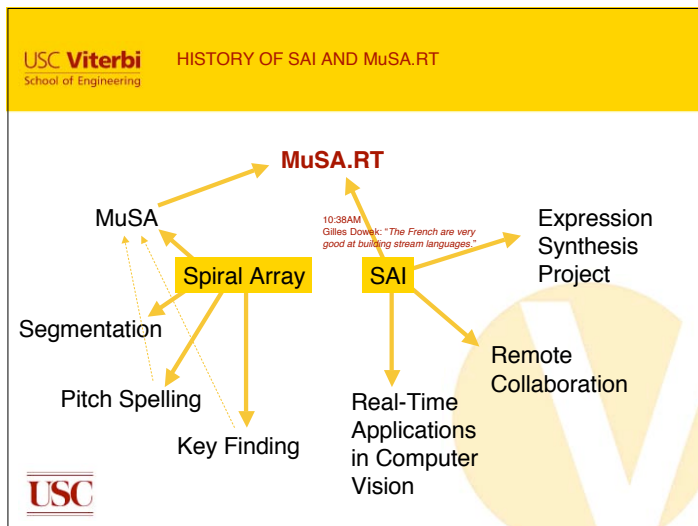 USC Viterbi
School of Engineering
HISTORY OF SAI AND MuSA.RT
MuSA.RT
MuSA
10:38AM
Gilles Dowek: “The French are very
good at building stream languages.”
Expression
Synthesis
Project
Spiral Array
SAI
Segmentation
Remote
Collaboration
Pitch Spelling
Real-Time
Applications
in Computer
Vision
Key Finding
USC